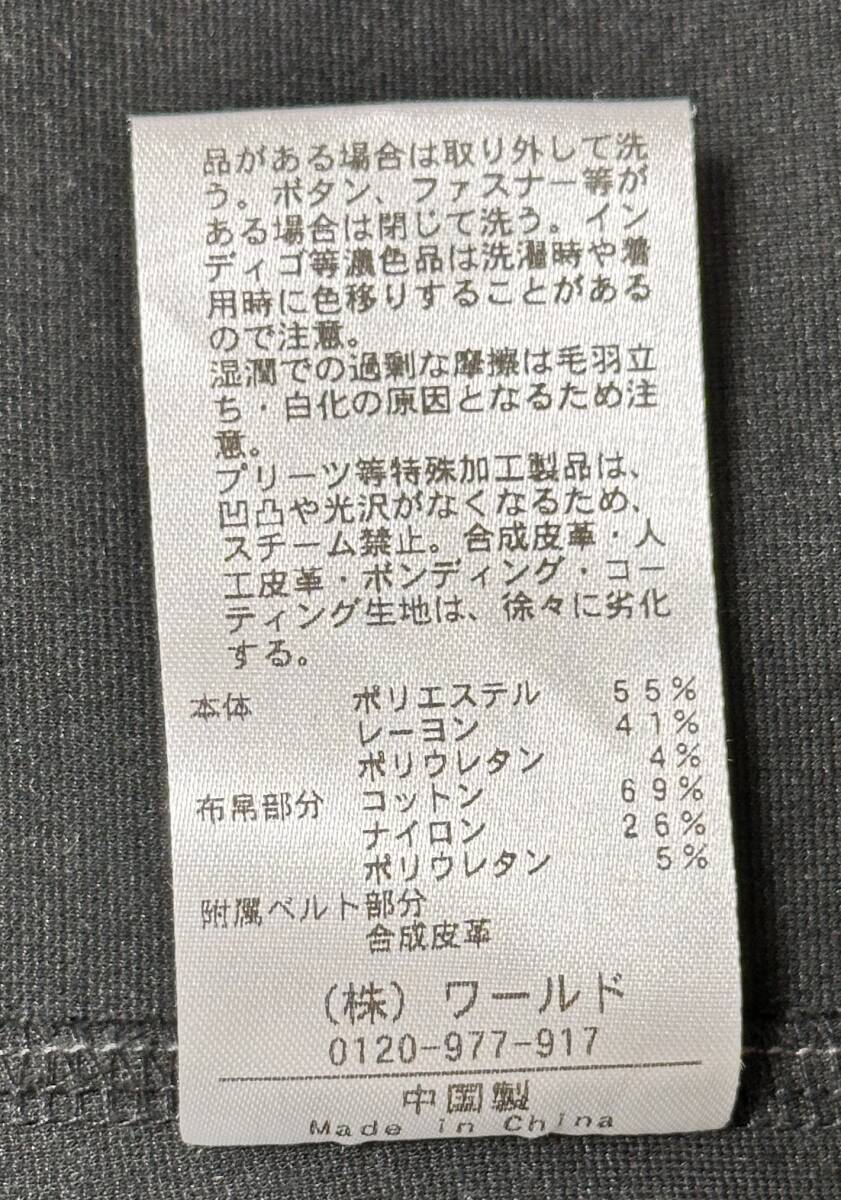 品がある場合は取り外して洗
う。ボタン、ファスナー等が
ある場合は閉じて洗う。イン
ディゴ等濃色品は洗濯時や着
用時に色移りすることがある
ので注意。
湿潤での過剰な摩擦は毛羽立
ち・白化の原因となるため注
意。
プリーツ等特殊加工製品は、
凹凸や光沢がなくなるため、
スチーム禁止。合成皮革・人
工皮革・ボンディング・コー
ティング生地は、徐々に劣化
する。
本体 ポリエステル 55%
レーヨン 41%
ポリウレタン 4%
布帛部分 コットン 69%
ナイロン 26%
ポリウレタン 5%
附属ベルト部分
合成皮革
(株)ワールド
0120-977-917
中国製
Made in China